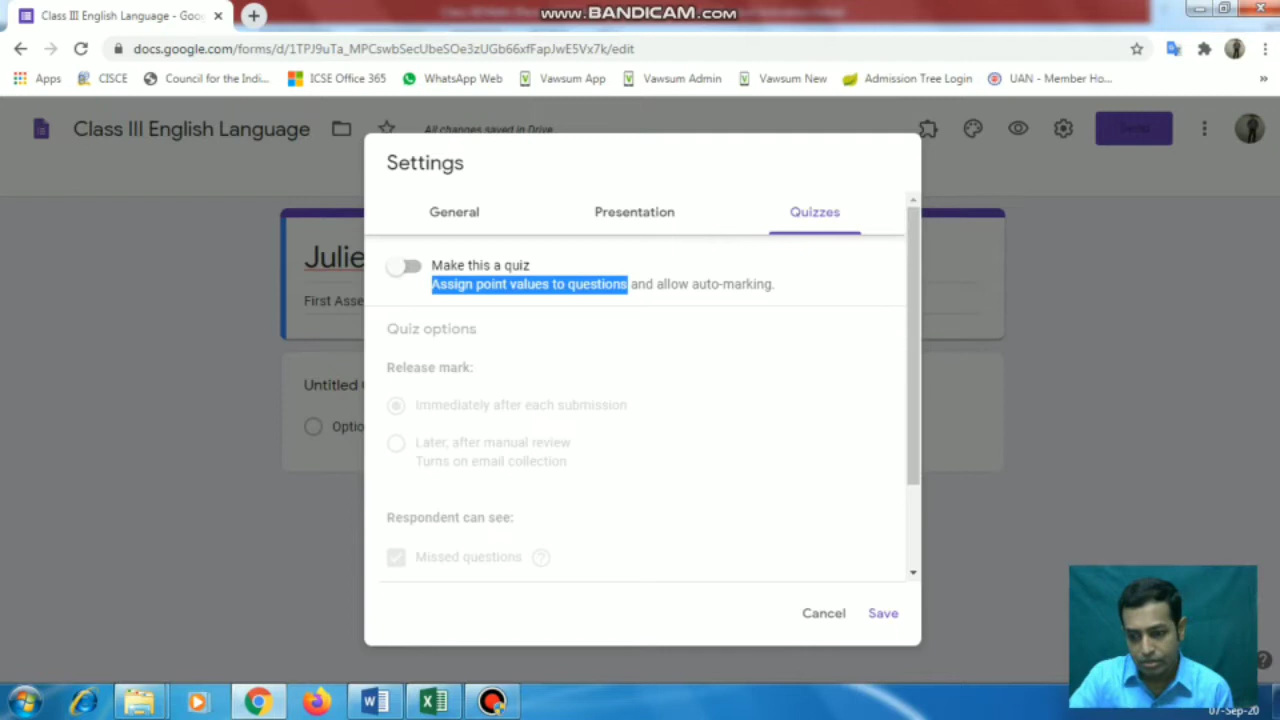 www.BANDICAM.com
Class III English Language - Goo
docs.google.com/forms/d/1TPJ9uTa_MPCswbSecUbeSOe3zUGb66xfFapJwE5Vx7k/edit
Apps CISCE Council for the Indi... ICSE Office 365 WhatsApp Web Vawsum App Vawsum Admin Vawsum New Admission Tree Login UAN - Member Ho... »
Class III English Language All changes saved in Drive Send
Settings
General Presentation Quizzes
Make this a quiz
Assign point values to questions and allow auto-marking.
Julie
First Asse
Quiz options
Release mark:
Untitled
Immediately after each submission
Optio
Later, after manual review
Turns on email collection
Respondent can see:
Missed questions ?
Cancel Save
07-Sep-20